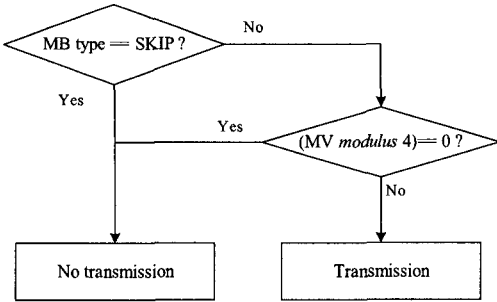 MB type == SKIP ?
No
Yes
Yes
(MV modulus 4)== 0 ?
No
No transmission
Transmission